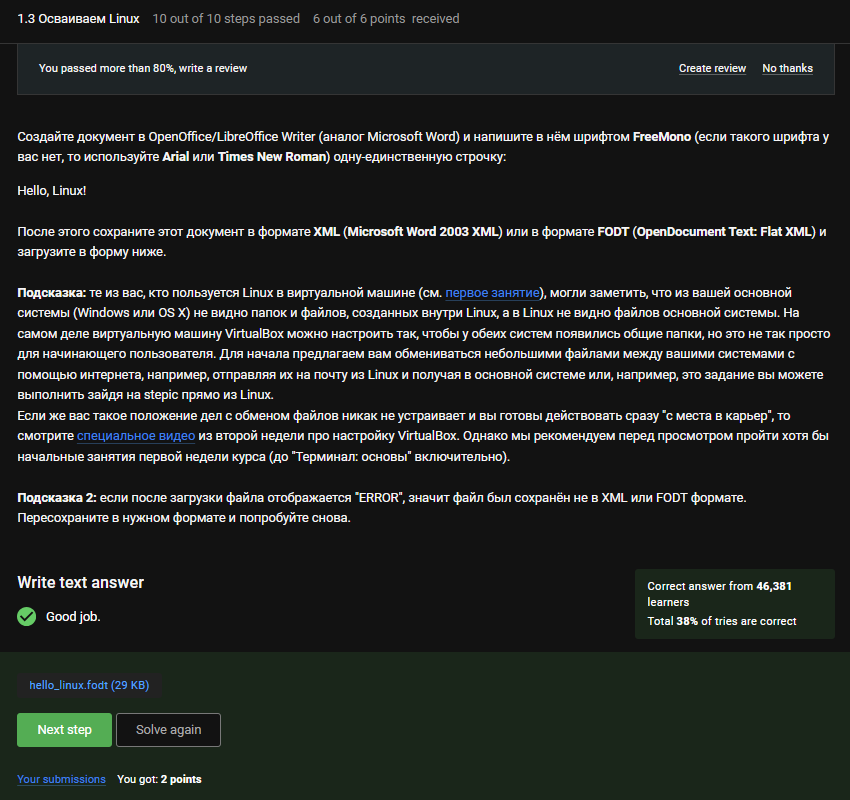 1.3 Осваиваем Linux 10 out of 10 steps passed 6 out of 6 points received
You passed more than 80%, write a review Create review No thanks
Создайте документ в OpenOffice/LibreOffice Writer (аналог Microsoft Word) и напишите в нём шрифтом FreeMono (если такого шрифта у
вас нет, то используйте Arial или Times New Roman) одну-единственную строчку:
Hello, Linux!
После этого сохраните этот документ в формате XML (Microsoft Word 2003 XML) или в формате FODT (OpenDocument Text: Flat XML) и
загрузите в форму ниже.
Подсказка: те из вас, кто пользуется Linux в виртуальной машине (см. первое занятие), могли заметить, что из вашей основной
системы (Windows или OS X) не видно папок и файлов, созданных внутри Linux, а в Linux не видно файлов основной системы. На
самом деле виртуальную машину VirtualBox можно настроить так, чтобы у обеих систем появились общие папки, но это не так просто
для начинающего пользователя. Для начала предлагаем вам обмениваться небольшими файлами между вашими системами с
помощью интернета, например, отправляя их на почту из Linux и получая в основной системе или, например, это задание вы можете
выполнить зайдя на stepic прямо из Linux.
Если же вас такое положение дел с обменом файлов никак не устраивает и вы готовы действовать сразу "с места в карьер", то
смотрите специальное видео из второй недели про настройку VirtualBox. Однако мы рекомендуем перед просмотром пройти хотя бы
начальные занятия первой недели курса (до "Терминал: основы" включительно).
Подсказка 2: если после загрузки файла отображается "ERROR", значит файл был сохранён не в XML или FODT формате.
Пересохраните в нужном формате и попробуйте снова.
Write text answer
Good job.
Correct answer from 46,381
learners
Total 38% of tries are correct
hello_linux.fodt (29 KB)
Next step Solve again
Your submissions You got: 2 points